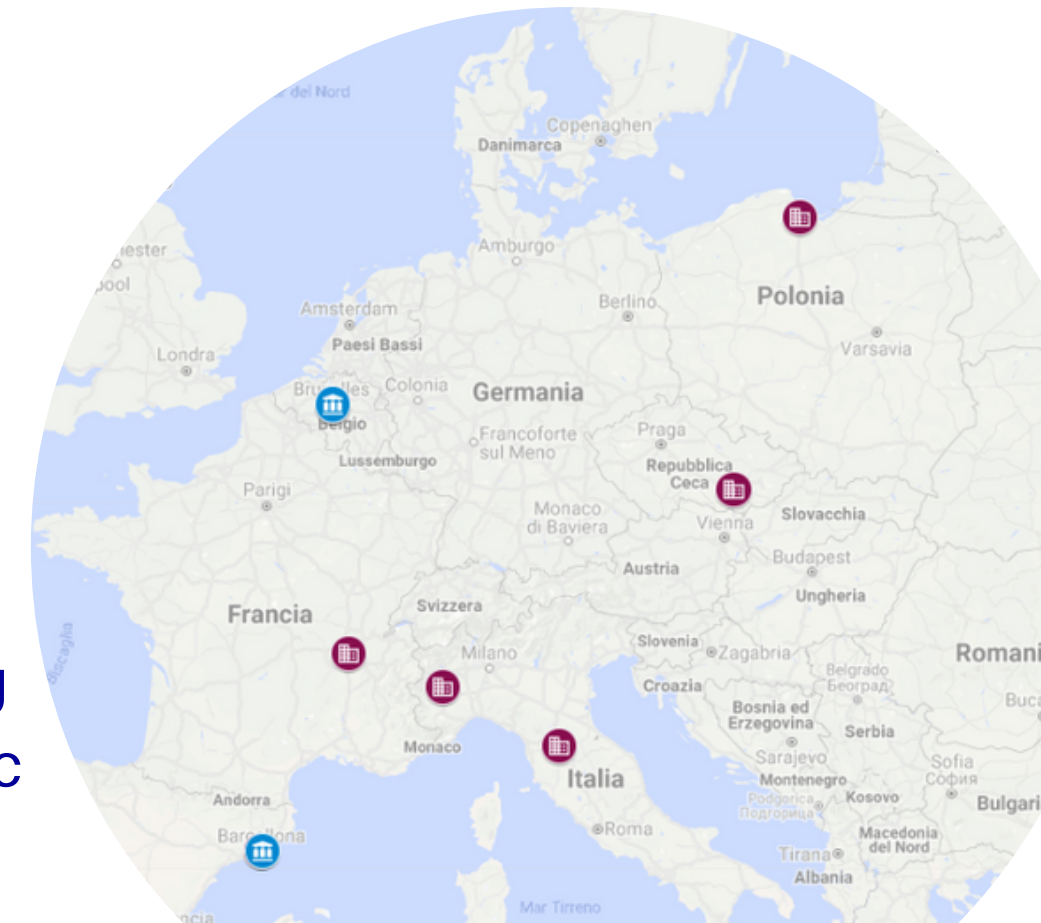 del Nord
Copenaghen
Danimarca
Amburgo
Berlino
Polonia
Varsavia
Amsterdam
Paesi Bassi
Londra
Colonia
Germania
Belgio
Francoforte
sul Meno
Praga
Lussemburgo
Repubblica
Ceca
Parigi
Monaco
di Baviera
Vienna
Slovacchia
Budapest
Austria
Ungheria
Francia
Svizzera
Slovenia
Zagabria
Milano
Croazia
Belgrado
Београд
Bosnia ed
Erzegovina
Serbia
Monaco
Sarajevo
Sofia
София
Italia
Montenegro
Podgorica
Подгорица
Kosovo
Andorra
Roma
Macedonia
del Nord
Tirana
Albania
Mar Tirreno